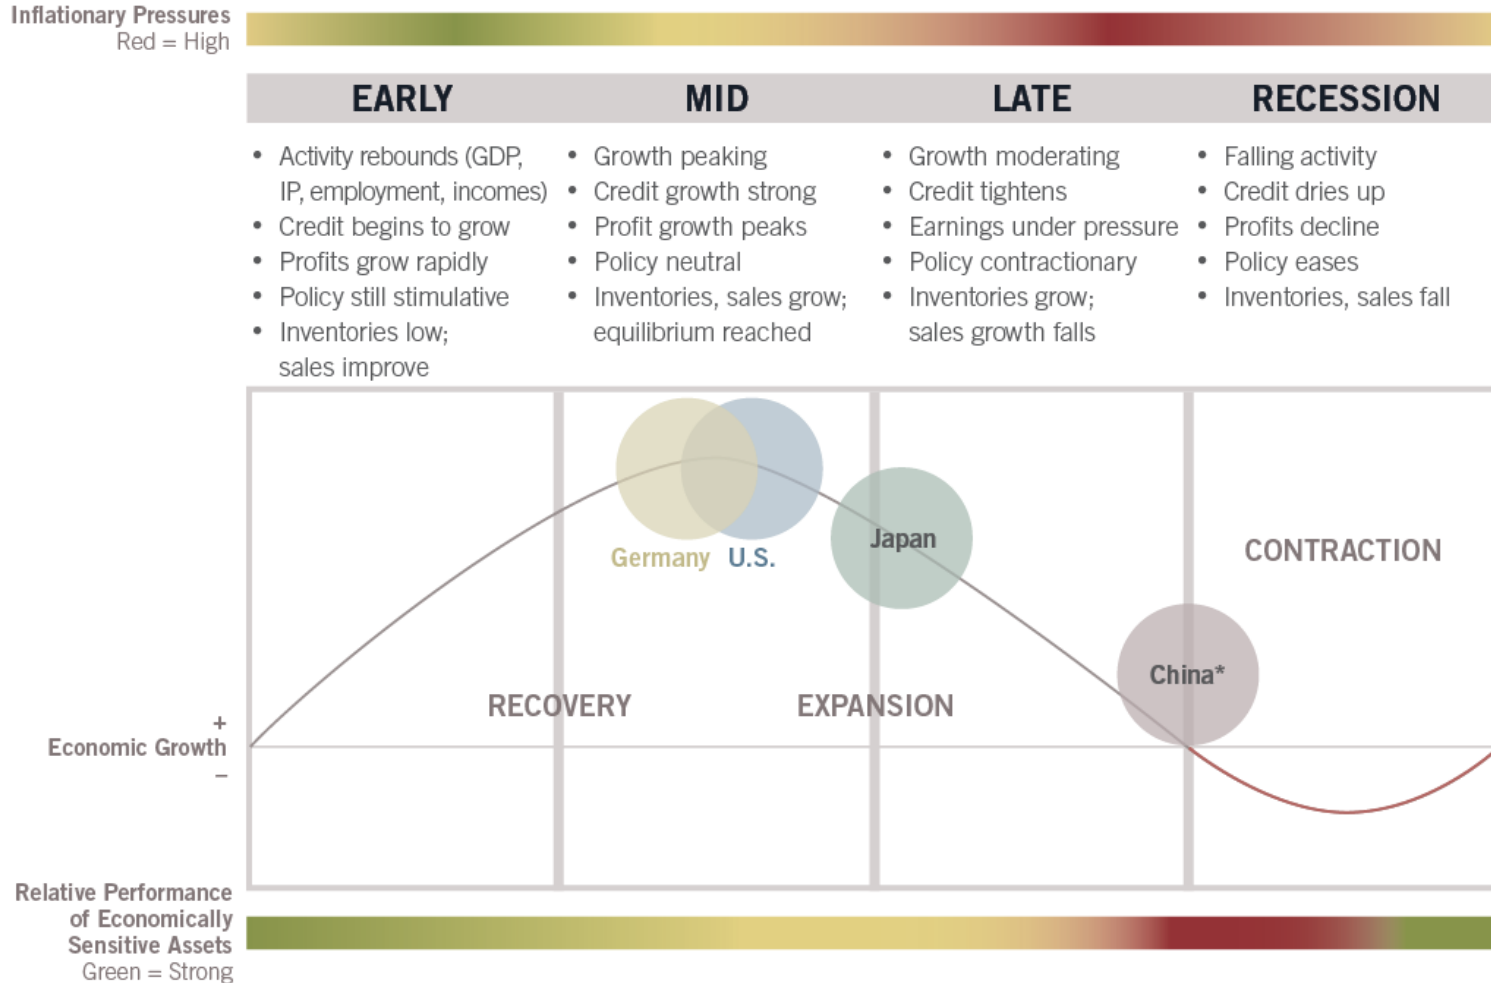 Inflationary Pressures
Red = High
EARLY
MID
LATE
RECESSION
• Activity rebounds (GDP,
IP, employment, incomes)
• Credit begins to grow
• Profits grow rapidly
• Policy still stimulative
• Inventories low;
sales improve
• Growth peaking
• Credit growth strong
• Profit growth peaks
• Policy neutral
• Inventories, sales grow;
equilibrium reached
• Growth moderating
• Credit tightens
• Earnings under pressure
• Policy contractionary
• Inventories grow;
sales growth falls
• Falling activity
• Credit dries up
• Profits decline
• Policy eases
• Inventories, sales fall
Germany
U.S.
Japan
China*
CONTRACTION
RECOVERY
EXPANSION
+
Economic Growth
–
Relative Performance
of Economically
Sensitive Assets
Green = Strong